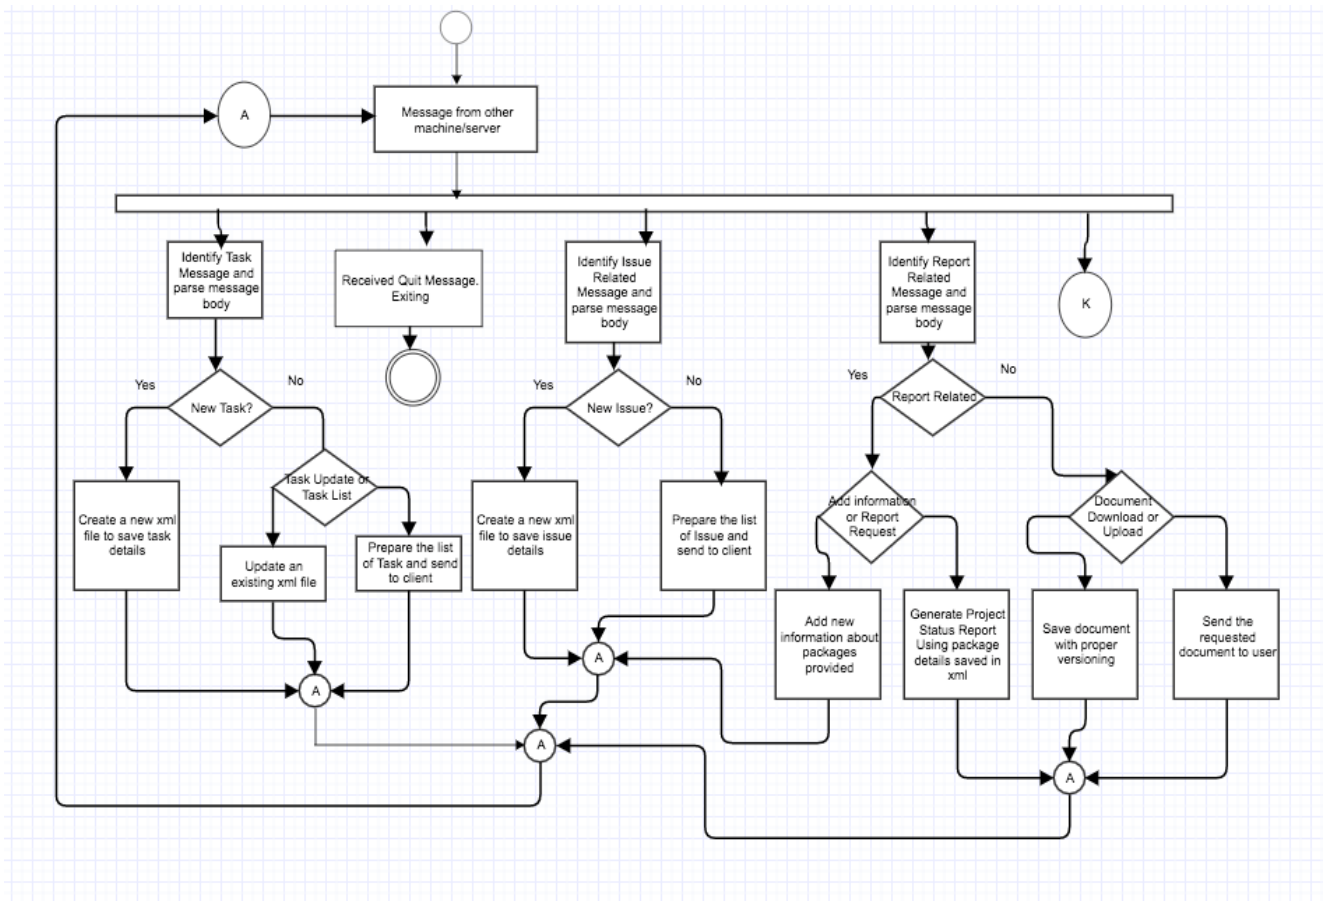 A
Message from other
machine/server
Identify Task
Message and
parse message
body
Received Quit Message.
Exiting
Identify Issue
Related
Message and
parse message
body
Identify Report
Related
Message and
parse message
body
K
Yes
No
New Task?
Yes
No
New Issue?
Yes
No
Report Related
Task Update or
Task List
Add information
or Report
Request
Document
Download or
Upload
Create a new xml
file to save task
details
Update an
existing xml file
Prepare the list
of Task and send
to client
Create a new xml
file to save issue
details
Prepare the list
of Issue and
send to client
Add new
information about
packages
provided
Generate Project
Status Report
Using package
details saved in
xml
Save document
with proper
versioning
Send the
requested
document to user
A
A
A
A